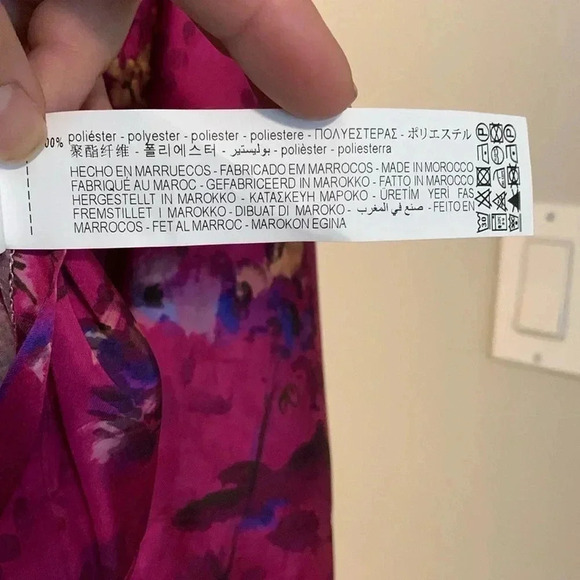 00% poliéster - polyester - poliester - poliestere - ΠΟΛΥΕΣΤΕΡΑΣ - ポリエステル
聚酯纤维 - 폴리에스터 - بوليستير - polièster - poliesterra
HECHO EN MARRUECOS - FABRICADO EM MARROCOS - MADE IN MOROCCO
FABRIQUÉ AU MAROC - GEFABRICEERD IN MAROKKO - FATTO IN MAROCCO
HERGESTELLT IN MAROKKO - ΚΑΤΑΣΚΕΥΗ ΜΑΡΟΚΟ - ÜRETİM YERİ FAS
FREMSTILLET I MAROKKO - DIBUAT DI MAROKO - صنع في المغرب - FEITO EN
MARROCOS - FET AL MARROC - MAROKON EGINA